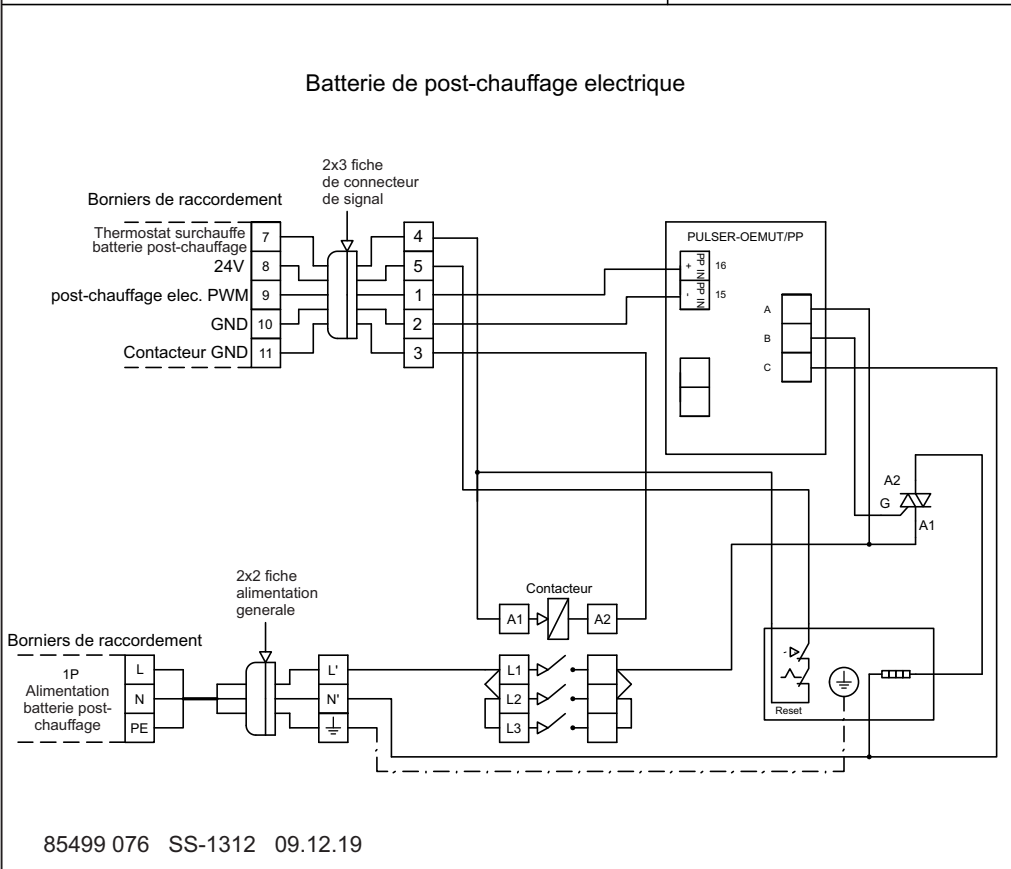 Batterie de post-chauffage electrique
2x3 fiche
de connecteur
de signal
Borniers de raccordement
Thermostat surchauffe
batterie post-chauffage
7
24V
8
post-chauffage elec. PWM
9
GND
10
Contacteur GND
11
4
5
1
2
3
PULSER-OEMUT/PP
+
PP IN
16
-
PP IN
15
A
B
C
A2
G
A1
2x2 fiche
alimentation
generale
Contacteur
A1
A2
Borniers de raccordement
1P
Alimentation
batterie post-
chauffage
L
N
PE
L'
N'
L1
L2
L3
Reset
85499 076 SS-1312 09.12.19